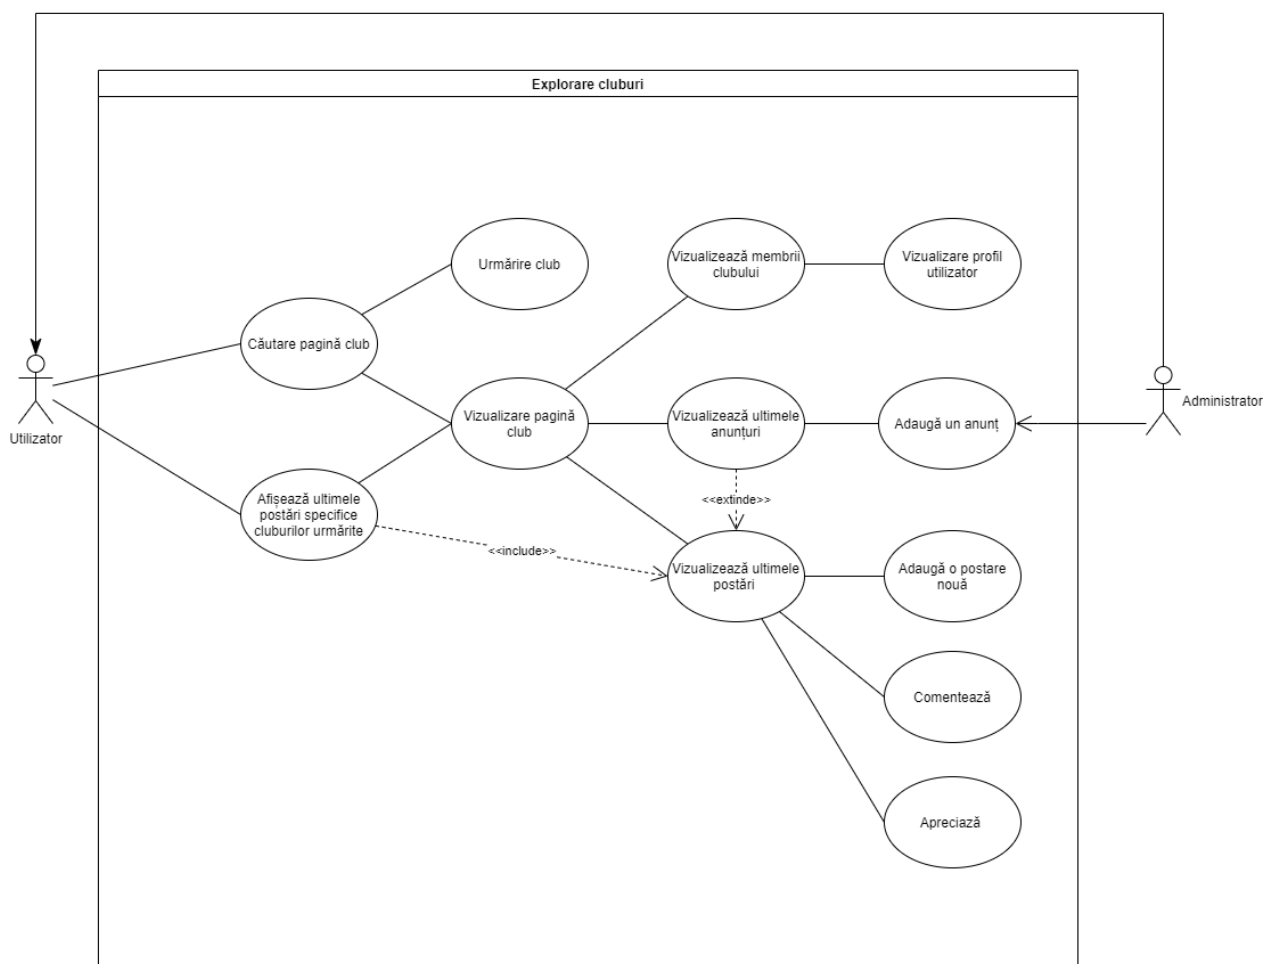 Explorare cluburi
Urmărire club
Vizualizează membrii
clubului
Vizualizare profil
utilizator
Căutare pagină club
Vizualizare pagină
club
Vizualizează ultimele
anunțuri
Adaugă un anunț
Administrator
Utilizator
Afișează ultimele
postări specifice
cluburilor urmărite
<<extinde>>
<<include>>
Vizualizează ultimele
postări
Adaugă o postare
nouă
Comentează
Apreciază